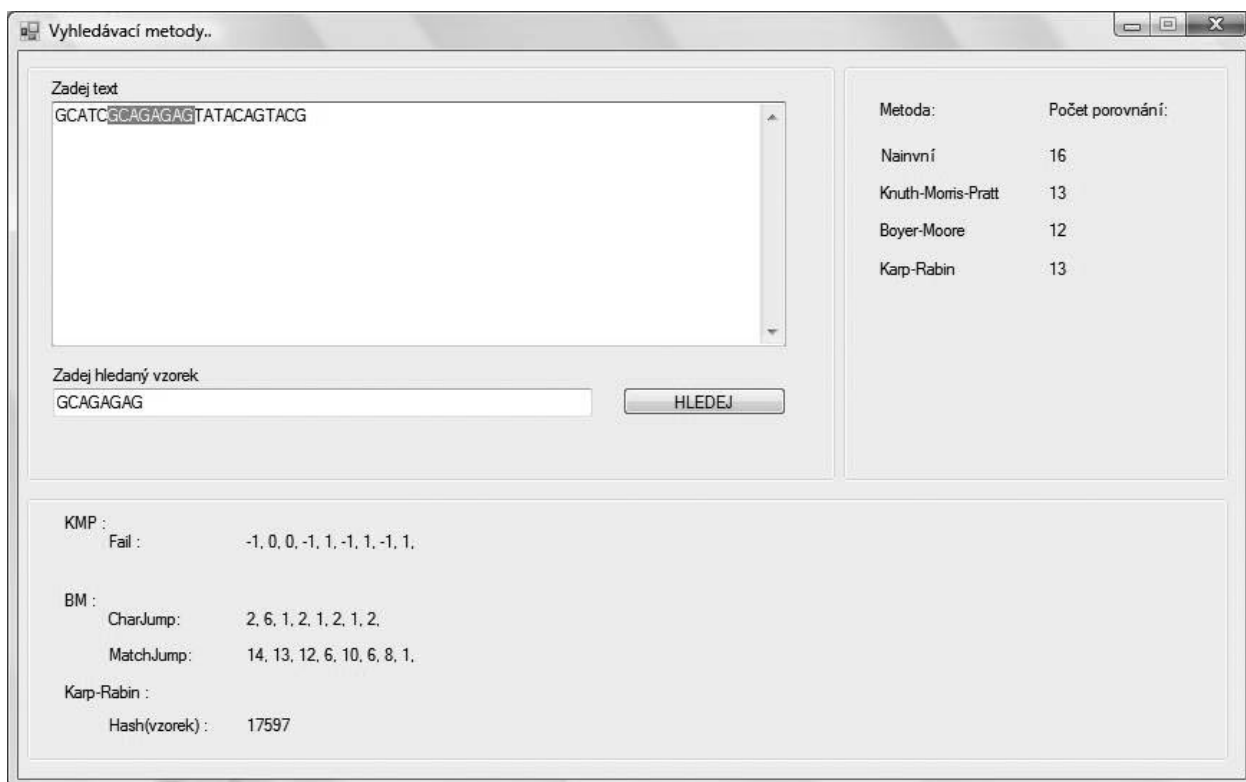 Vyhledávací metody..
Zadej text
GCATCGCAGAGAGTATACAGTACG
Zadej hledaný vzorek
GCAGAGAG
HLEDEJ
Metoda: Počet porovnání:
Nainvní 16
Knuth-Morris-Pratt 13
Boyer-Moore 12
Karp-Rabin 13
KMP :
Fail : -1, 0, 0, -1, 1, -1, 1, -1, 1,
BM :
CharJump: 2, 6, 1, 2, 1, 2, 1, 2,
MatchJump: 14, 13, 12, 6, 10, 6, 8, 1,
Karp-Rabin :
Hash(vzorek) : 17597